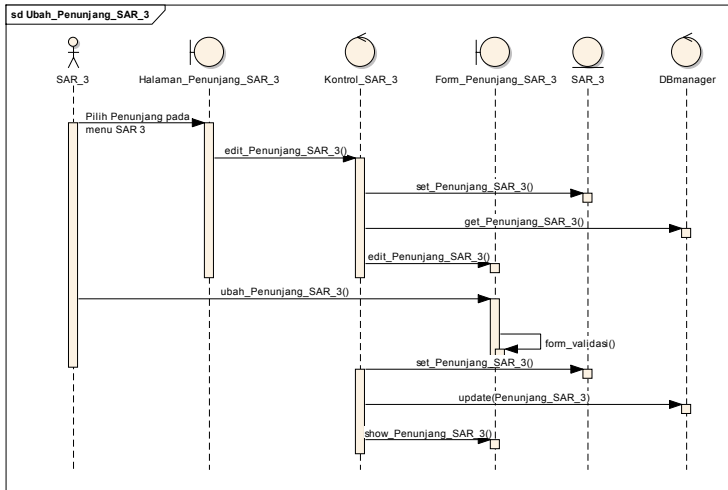 sd Ubah_Penunjang_SAR_3
SAR_3
Halaman_Penunjang_SAR_3
Kontrol_SAR_3
Form_Penunjang_SAR_3
SAR_3
DBmanager
Pilih Penunjang pada
menu SAR 3
edit_Penunjang_SAR_3()
set_Penunjang_SAR_3()
get_Penunjang_SAR_3()
edit_Penunjang_SAR_3()
ubah_Penunjang_SAR_3()
form_validasi()
set_Penunjang_SAR_3()
update(Penunjang_SAR_3)
show_Penunjang_SAR_3()